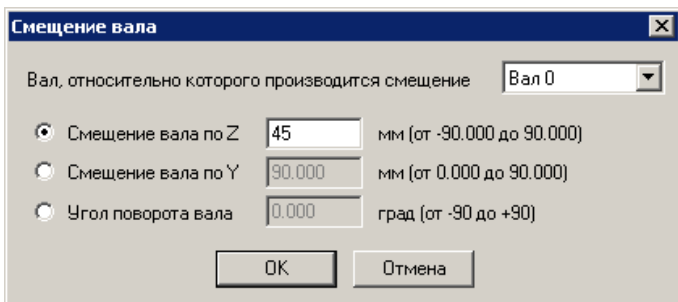 Смещение вала
Вал, относительно которого производится смещение Вал 0
Смещение вала по Z 45 мм (от -90.000 до 90.000)
Смещение вала по Y 90.000 мм (от 0.000 до 90.000)
Угол поворота вала 0.000 град (от -90 до +90)
OK Отмена